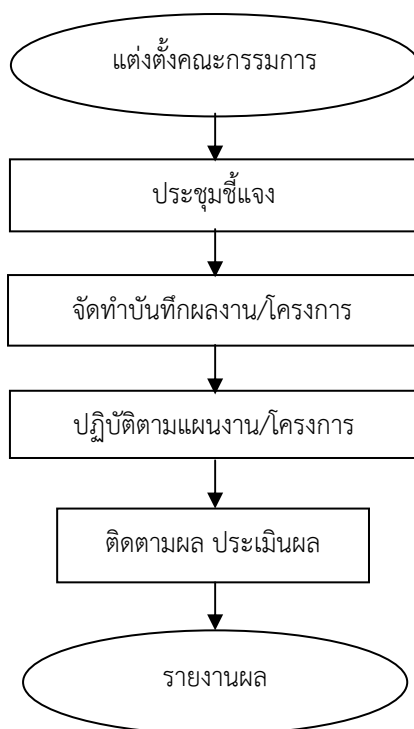 แต่งตั้งคณะกรรมการ
ประชุมชี้แจง
จัดทำบันทึกผลงาน/โครงการ
ปฏิบัติตามแผนงาน/โครงการ
ติดตามผล ประเมินผล
รายงานผล